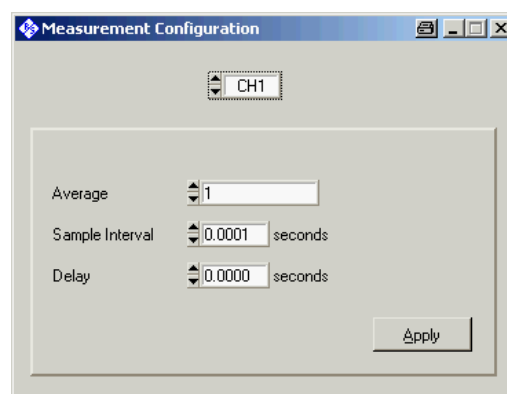 Measurement Configuration
CH1
Average 1
Sample Interval 0.0001 seconds
Delay 0.0000 seconds
Apply